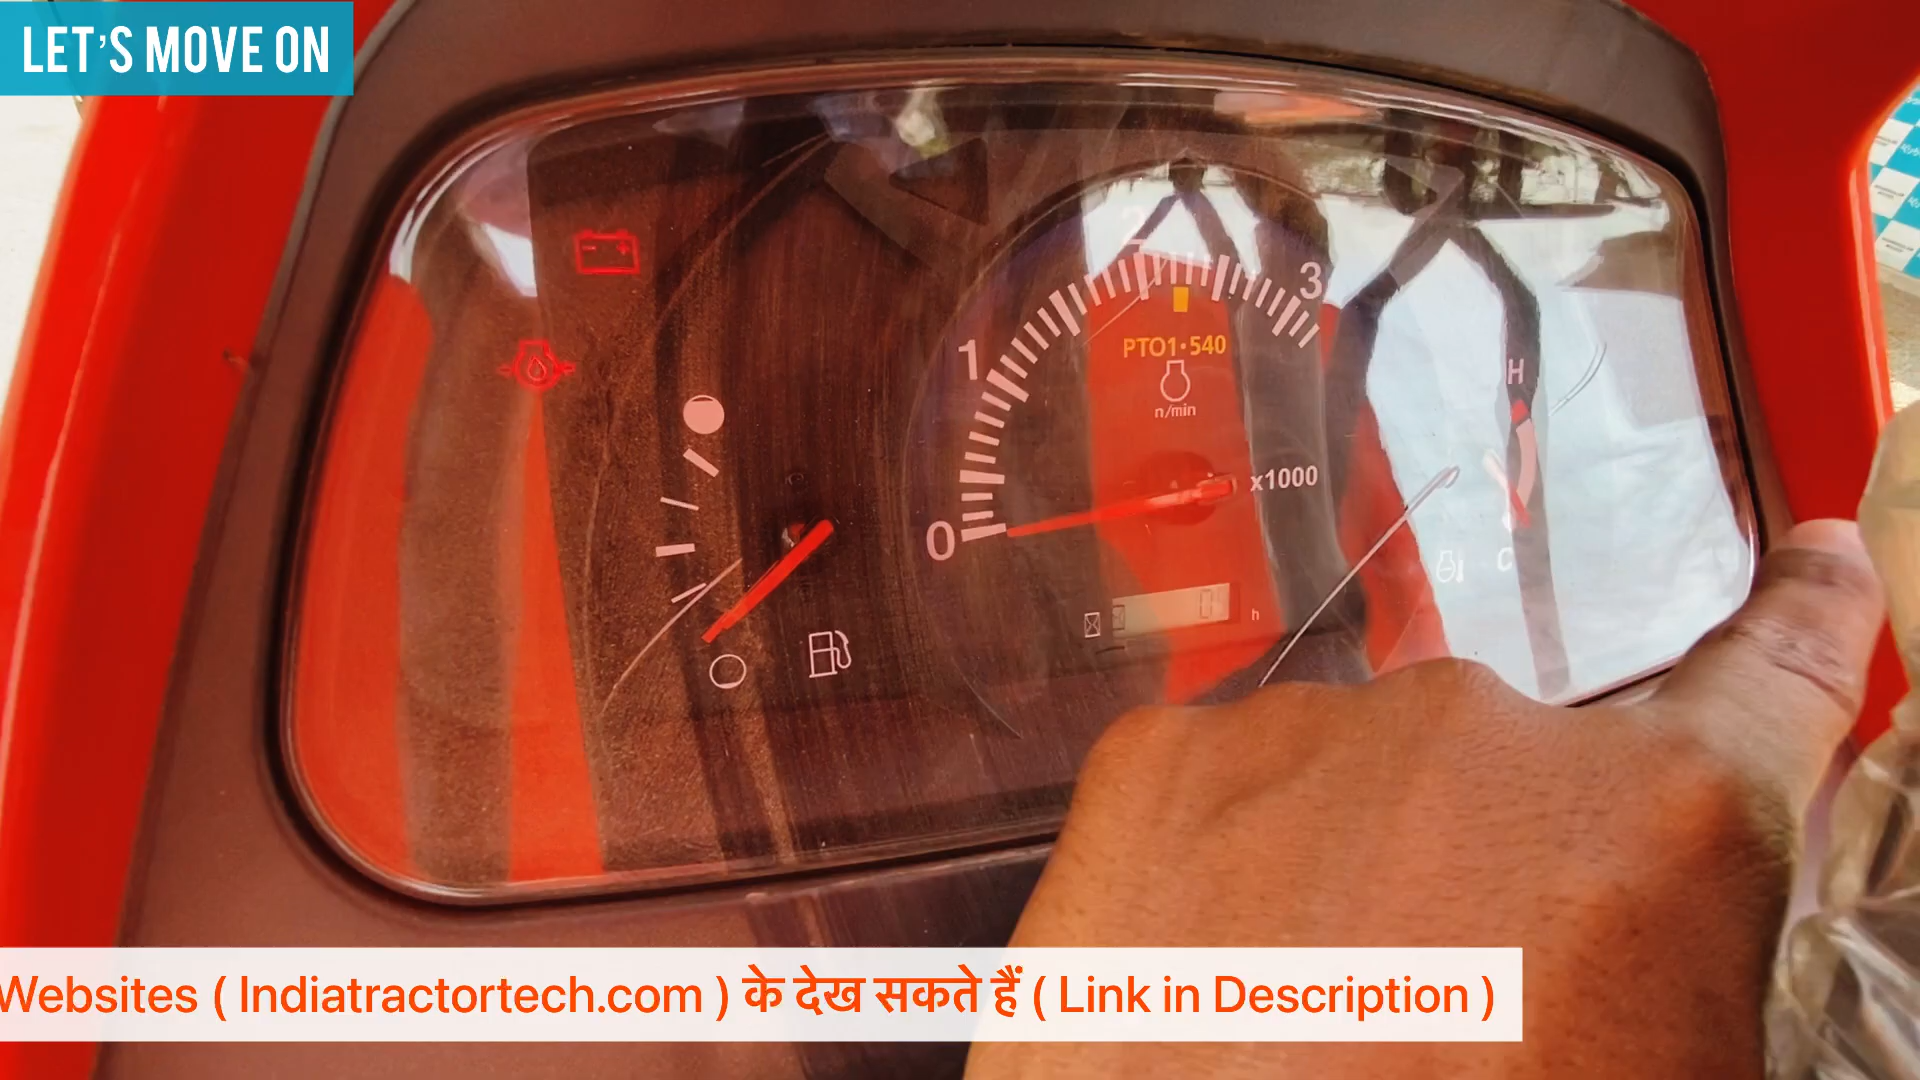 LET'S MOVE ON
2
3
1
PTO1•540
n/min
H
x1000
0
C
h
Websites ( Indiatractortech.com ) के देख सकते हैं ( Link in Description )